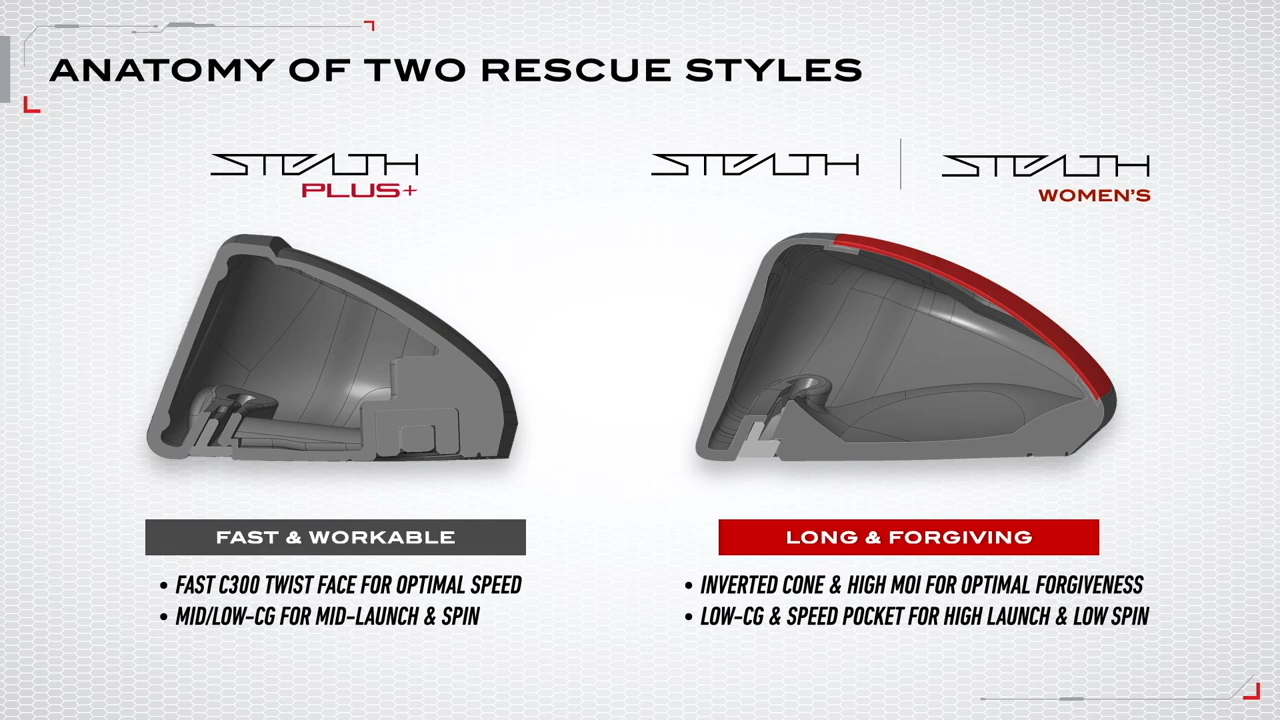 ANATOMY OF TWO RESCUE STYLES
STEALTH
PLUS+
STEALTH
STEALTH
WOMEN'S
FAST & WORKABLE
• FAST C300 TWIST FACE FOR OPTIMAL SPEED
• MID/LOW-CG FOR MID-LAUNCH & SPIN
LONG & FORGIVING
• INVERTED CONE & HIGH MOI FOR OPTIMAL FORGIVENESS
• LOW-CG & SPEED POCKET FOR HIGH LAUNCH & LOW SPIN